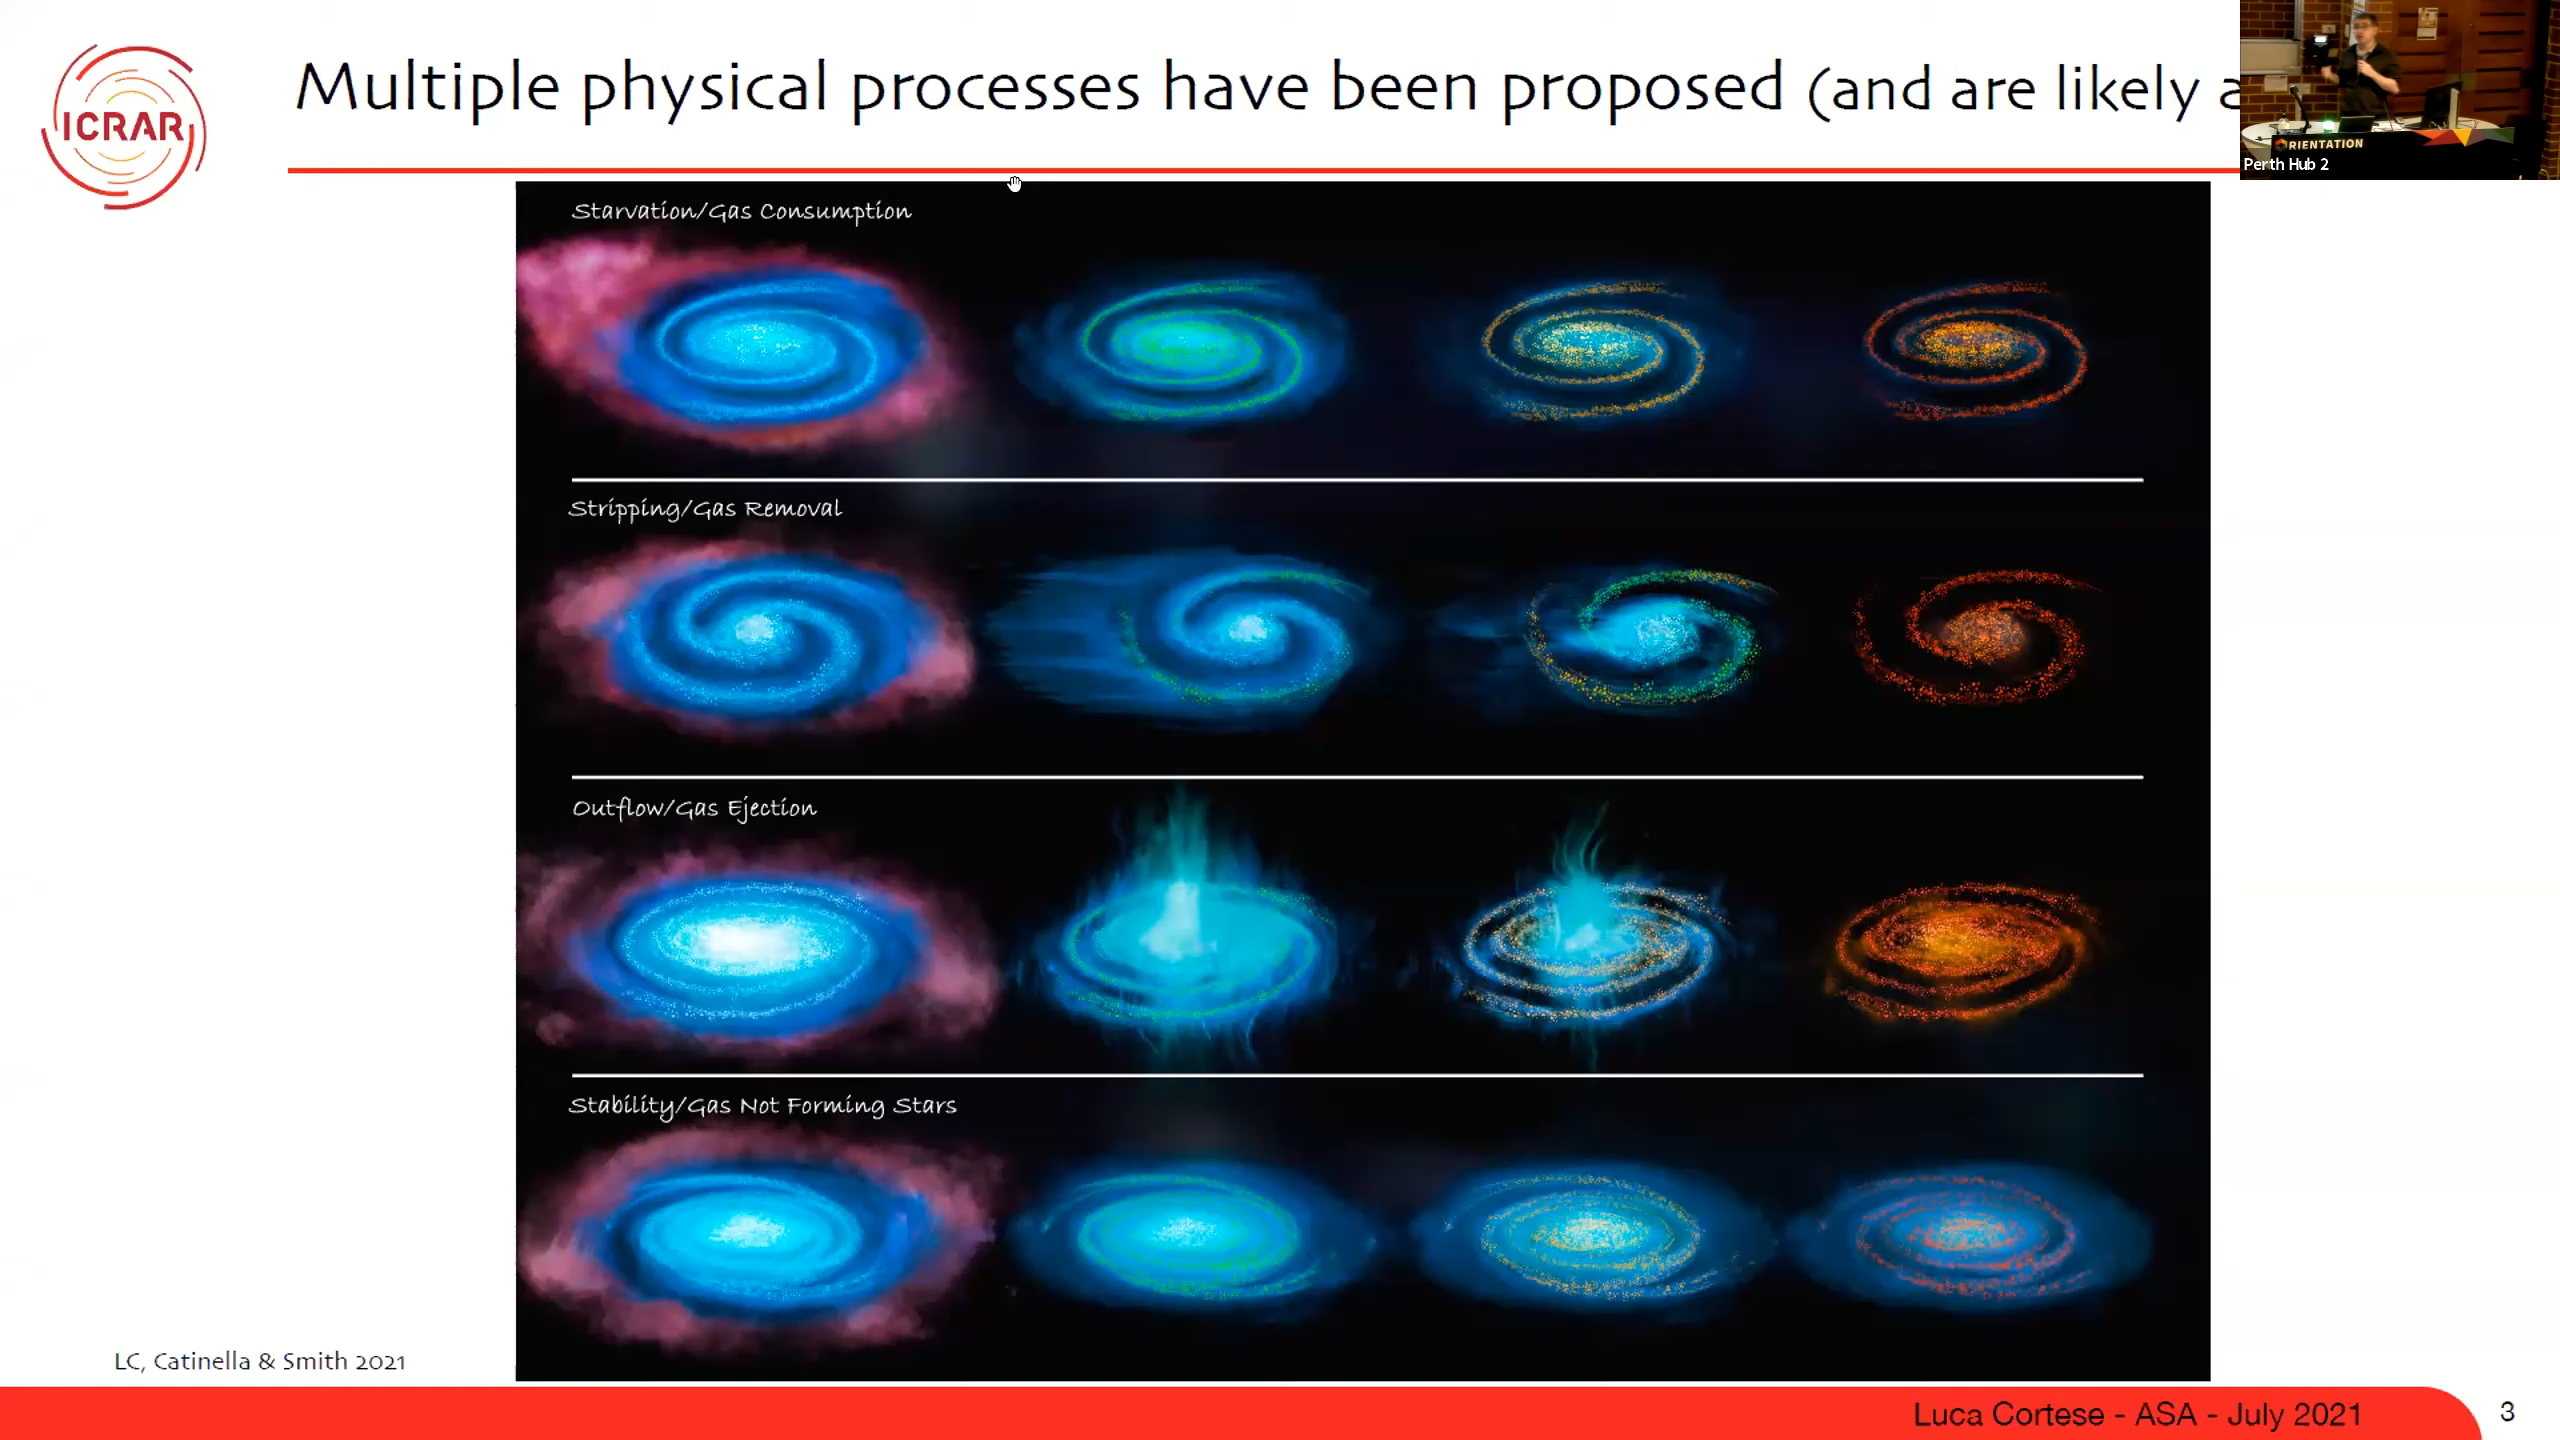 ICRAR
Multiple physical processes have been proposed (and are likely a
RIENTATION
Perth Hub 2
Starvation/Gas Consumption
Stripping/Gas Removal
Outflow/Gas Ejection
Stability/Gas Not Forming Stars
LC, Catinella & Smith 2021
Luca Cortese - ASA - July 2021
3